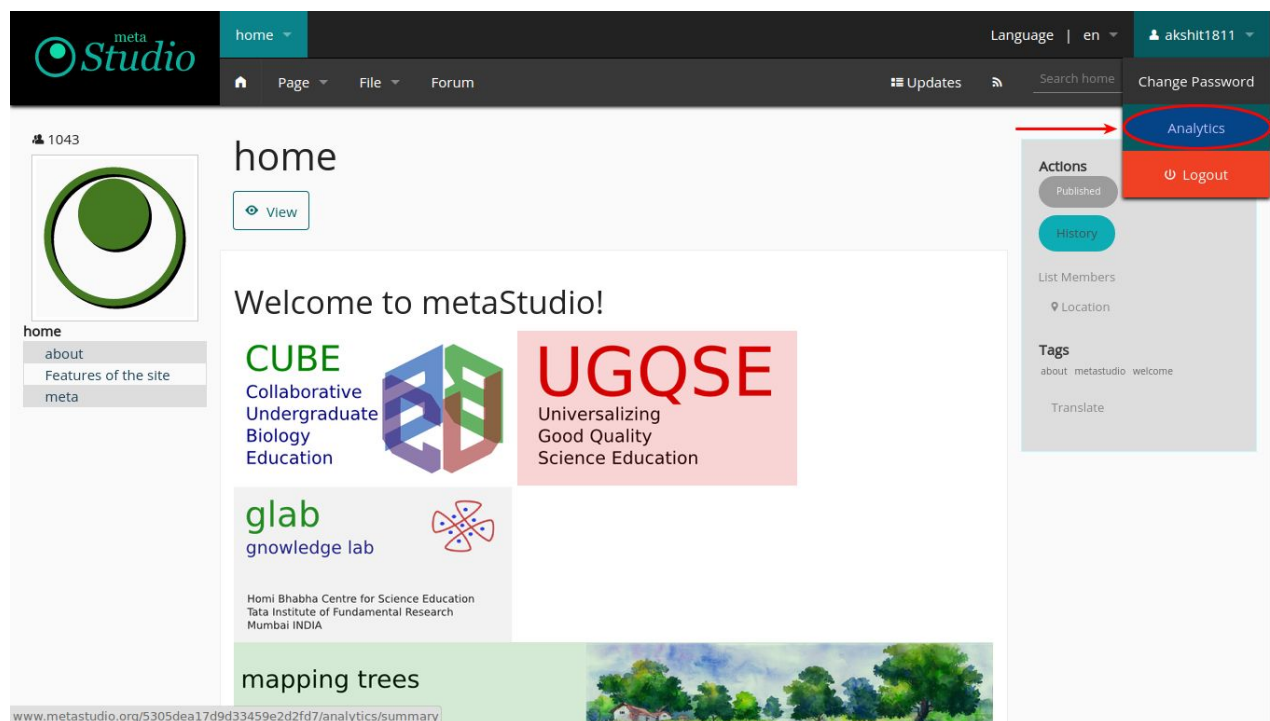 meta
Studio
home
Language | en
akshit1811
Page
File
Forum
Updates
Search home
Change Password
Analytics
Logout
1043
home
about
Features of the site
meta
home
View
Welcome to metaStudio!
CUBE
Collaborative
Undergraduate
Biology
Education
UGQSE
Universalizing
Good Quality
Science Education
glab
gnowledge lab
Homi Bhabha Centre for Science Education
Tata Institute of Fundamental Research
Mumbai INDIA
mapping trees
Actions
Published
History
List Members
Location
Tags
about metastudio welcome
Translate
www.metastudio.org/5305dea17d9d33459e2d2fd7/analytics/summary